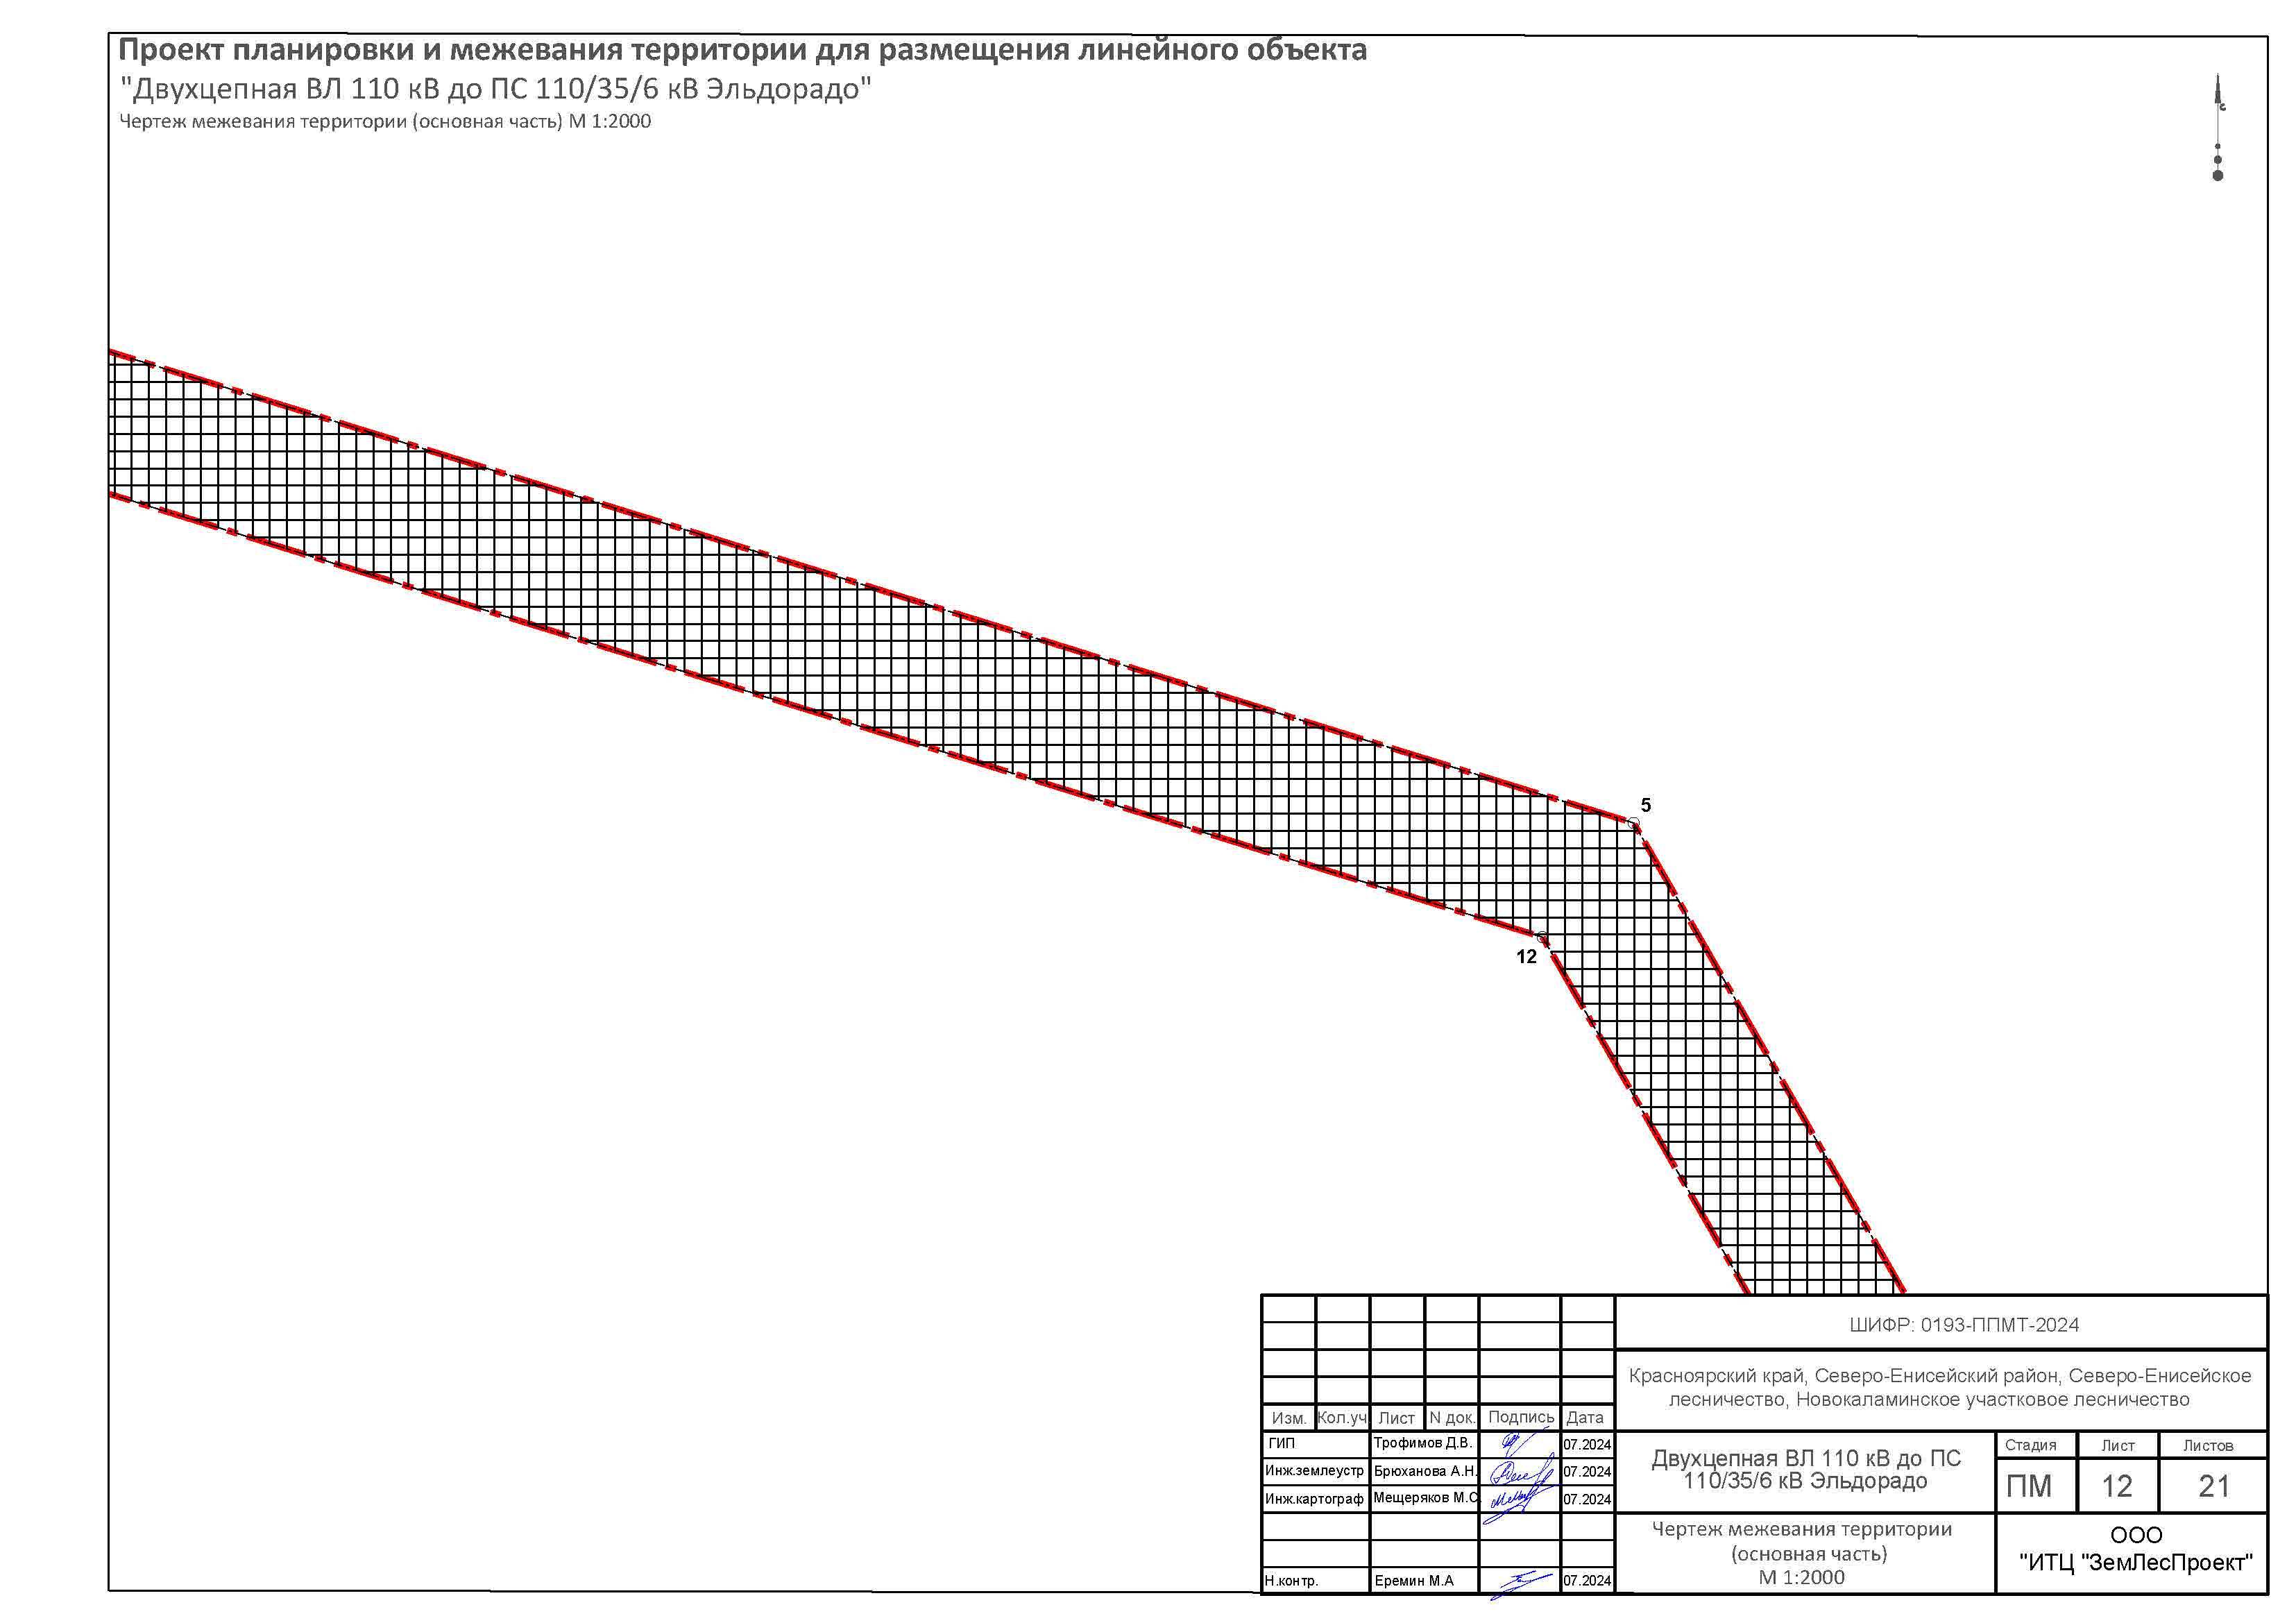 Проект планировки и межевания территории для размещения линейного объекта
"Двухцепная ВЛ 110 кВ до ПС 110/35/6 кВ Эльдорадо"
Чертеж межевания территории (основная часть) М 1:2000
с
5
12
ШИФР: 0193-ППМТ-2024
Красноярский край, Северо-Енисейский район, Северо-Енисейское
лесничество, Новокаламинское участковое лесничество
Изм. Кол.уч Лист N док. Подпись Дата
ГИП Трофимов Д.В. 07.2024
Инж.землеустр Брюханова А.Н. 07.2024
Инж.картограф Мещеряков М.С. 07.2024
Н.контр. Еремин М.А 07.2024
Двухцепная ВЛ 110 кВ до ПС
110/35/6 кВ Эльдорадо
Стадия Лист Листов
ПМ 12 21
Чертеж межевания территории
(основная часть)
М 1:2000
ООО
"ИТЦ "ЗемЛесПроект"